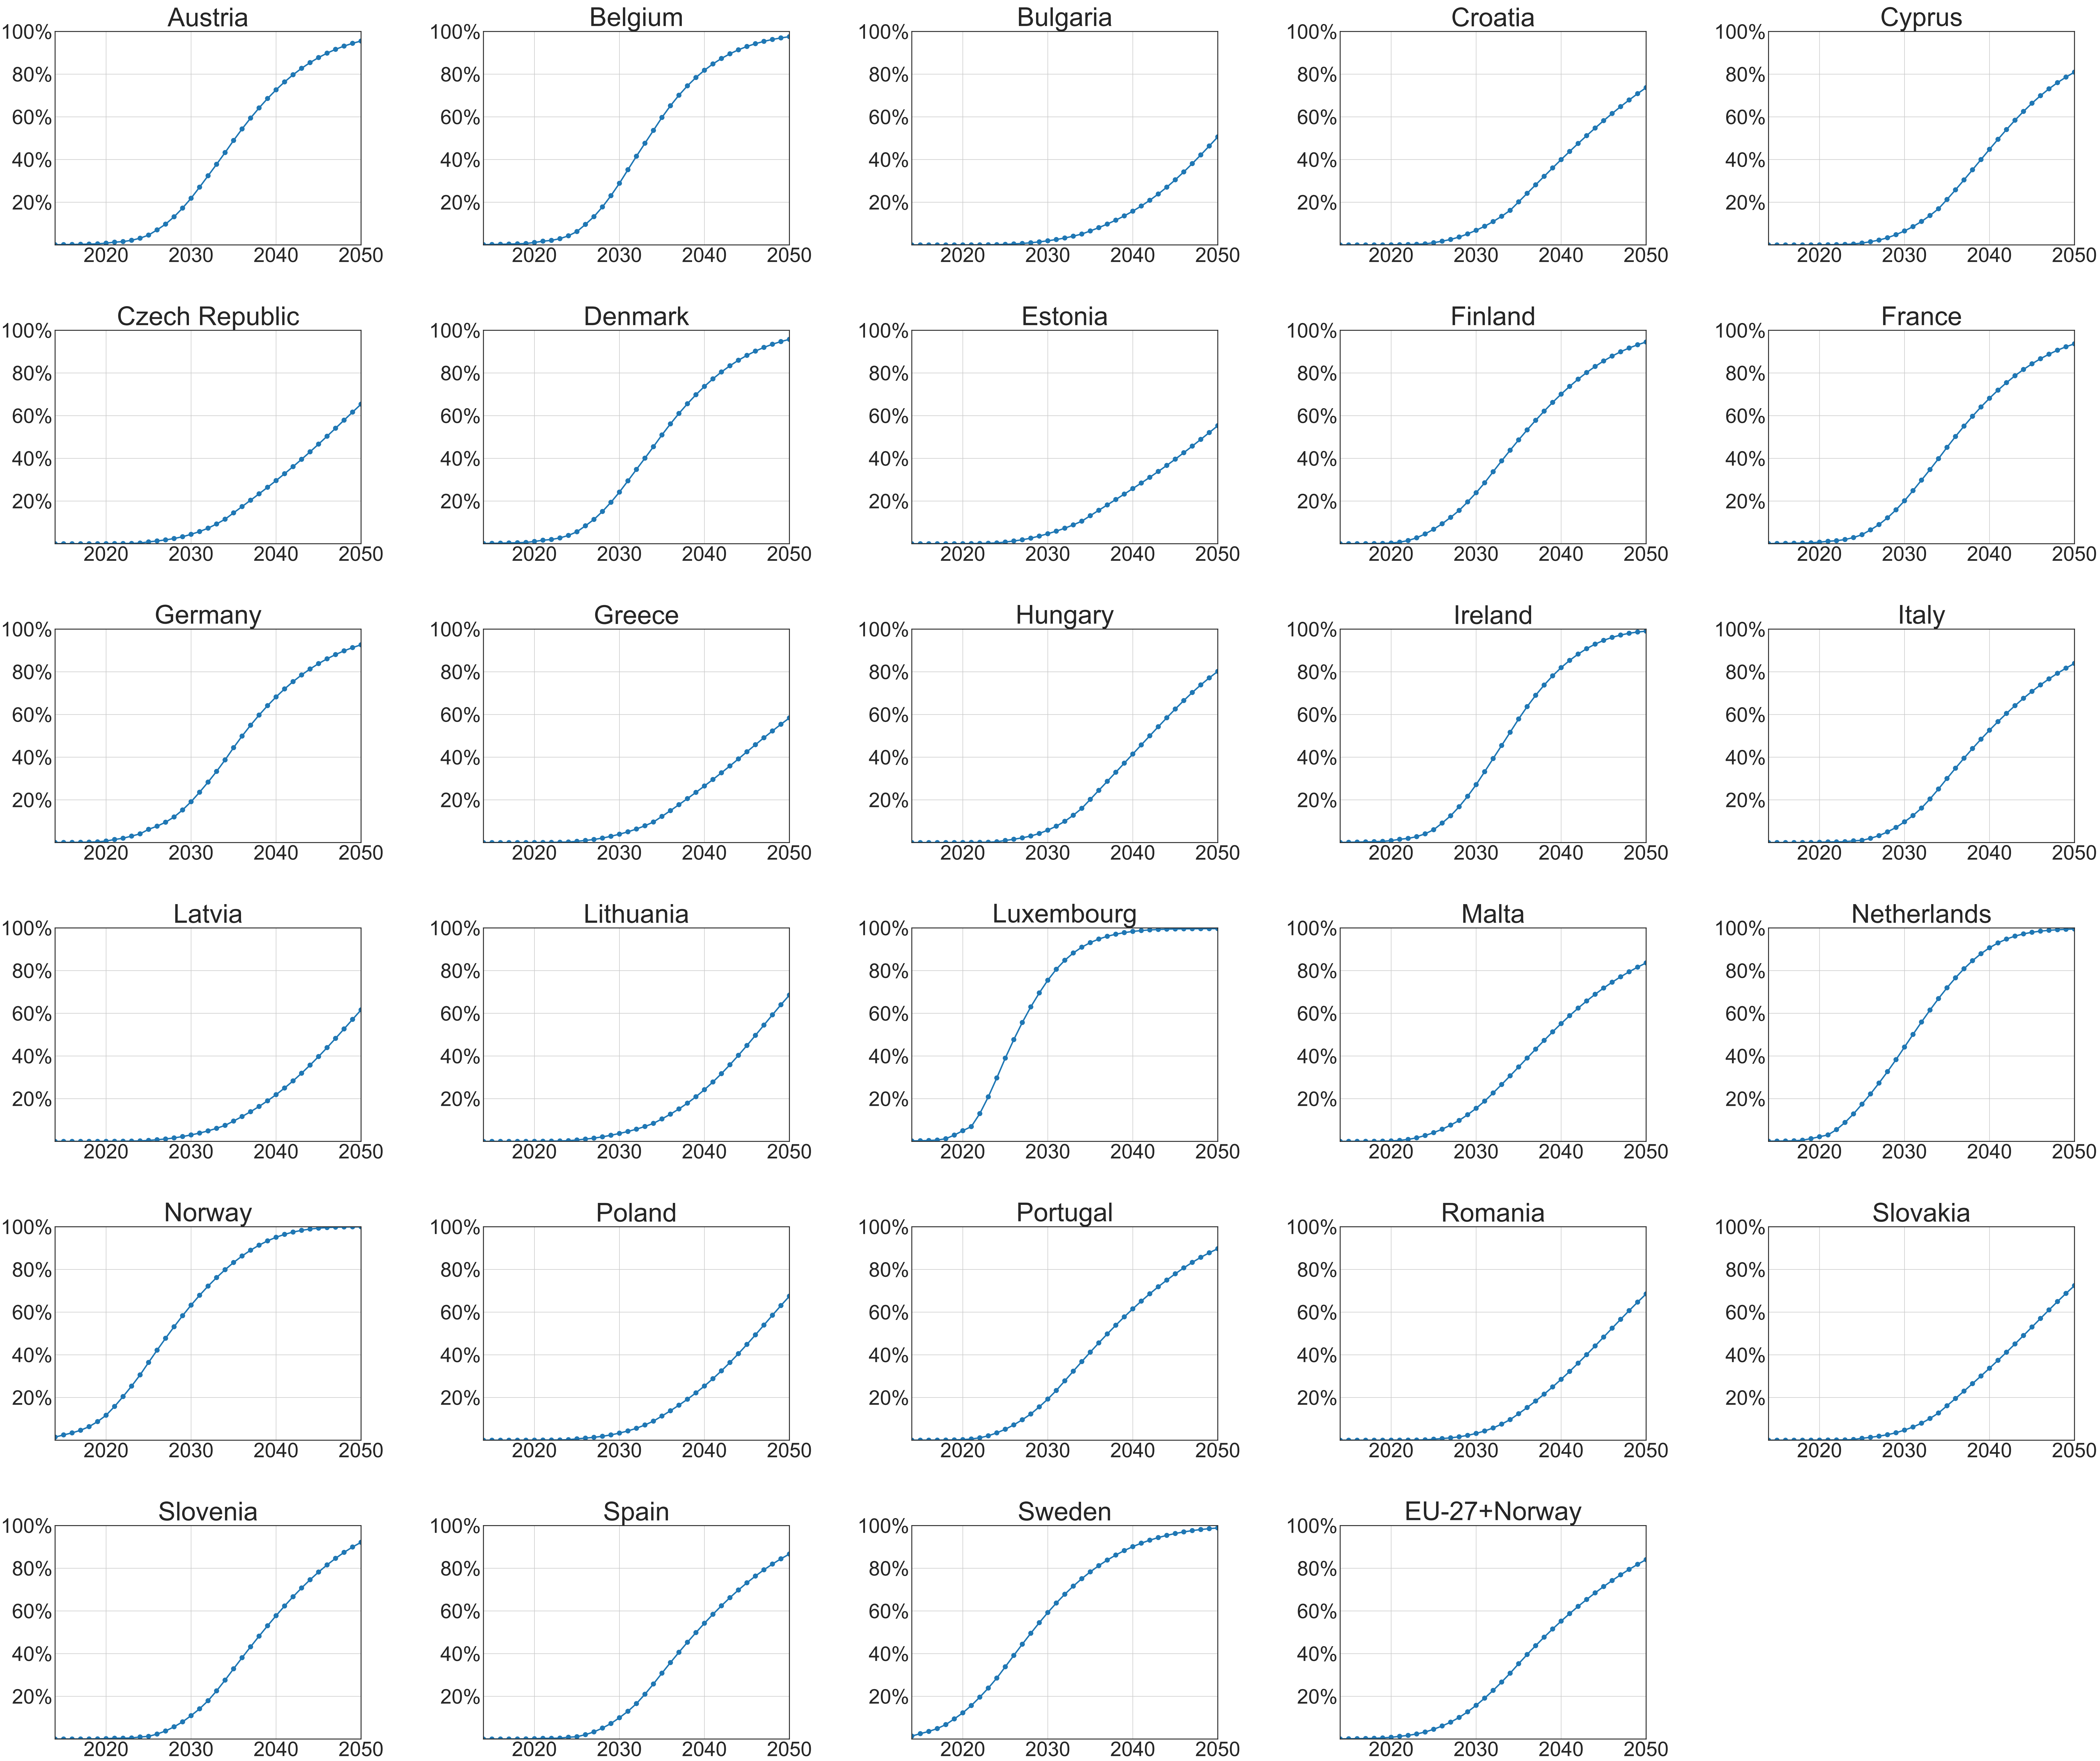 Austria Belgium Bulgaria Croatia Cyprus
100% 100% 100% 100% 100%
80% 80% 80% 80% 80%
60% 60% 60% 60% 60%
40% 40% 40% 40% 40%
20% 20% 20% 20% 20%
2020 2030 2040 2050 2020 2030 2040 2050 2020 2030 2040 2050 2020 2030 2040 2050 2020 2030 2040 2050
Czech Republic Denmark Estonia Finland France
100% 100% 100% 100% 100%
80% 80% 80% 80% 80%
60% 60% 60% 60% 60%
40% 40% 40% 40% 40%
20% 20% 20% 20% 20%
2020 2030 2040 2050 2020 2030 2040 2050 2020 2030 2040 2050 2020 2030 2040 2050 2020 2030 2040 2050
Germany Greece Hungary Ireland Italy
100% 100% 100% 100% 100%
80% 80% 80% 80% 80%
60% 60% 60% 60% 60%
40% 40% 40% 40% 40%
20% 20% 20% 20% 20%
2020 2030 2040 2050 2020 2030 2040 2050 2020 2030 2040 2050 2020 2030 2040 2050 2020 2030 2040 2050
Latvia Lithuania Luxembourg Malta Netherlands
100% 100% 100% 100% 100%
80% 80% 80% 80% 80%
60% 60% 60% 60% 60%
40% 40% 40% 40% 40%
20% 20% 20% 20% 20%
2020 2030 2040 2050 2020 2030 2040 2050 2020 2030 2040 2050 2020 2030 2040 2050 2020 2030 2040 2050
Norway Poland Portugal Romania Slovakia
100% 100% 100% 100% 100%
80% 80% 80% 80% 80%
60% 60% 60% 60% 60%
40% 40% 40% 40% 40%
20% 20% 20% 20% 20%
2020 2030 2040 2050 2020 2030 2040 2050 2020 2030 2040 2050 2020 2030 2040 2050 2020 2030 2040 2050
Slovenia Spain Sweden EU-27+Norway
100% 100% 100% 100%
80% 80% 80% 80%
60% 60% 60% 60%
40% 40% 40% 40%
20% 20% 20% 20%
2020 2030 2040 2050 2020 2030 2040 2050 2020 2030 2040 2050 2020 2030 2040 2050